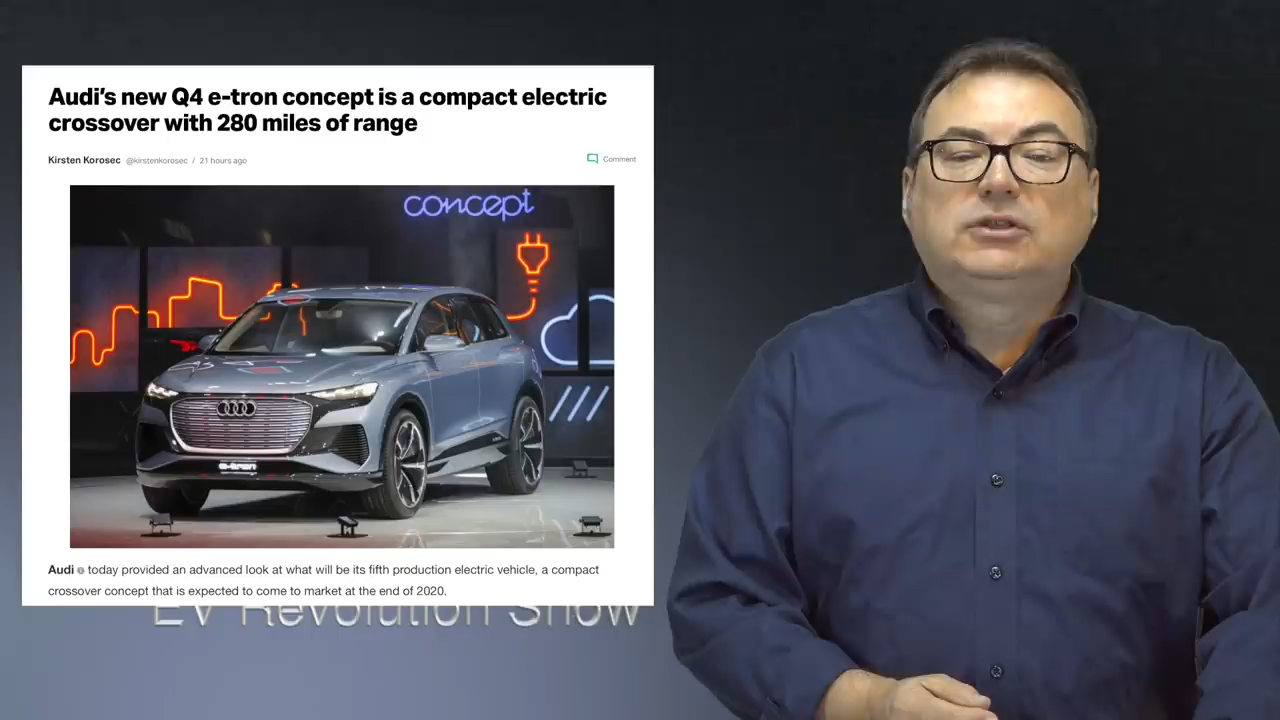 Audi's new Q4 e-tron concept is a compact electric
crossover with 280 miles of range
Kirsten Korosec @kirstenkorosec / 21 hours ago
Comment
concept
e-tron
Audi today provided an advanced look at what will be its fifth production electric vehicle, a compact
crossover concept that is expected to come to market at the end of 2020.
EV Revolution Show